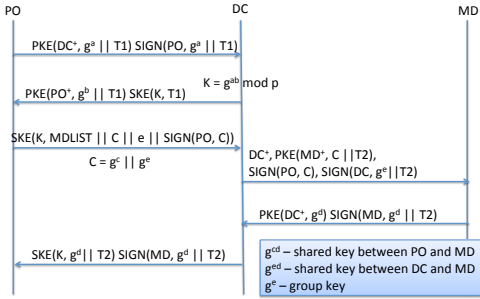 PO DC MD
PKE(DC⁺, gᵃ || T1) SIGN(PO, gᵃ || T1)
K = gᵃᵇ mod p
PKE(PO⁺, gᵇ || T1) SKE(K, T1)
SKE(K, MDLIST || C || e || SIGN(PO, C))
C = gᶜ || gᵉ
DC⁺, PKE(MD⁺, C ||T2),
SIGN(PO, C), SIGN(DC, gᵉ||T2)
PKE(DC⁺, gᵈ) SIGN(MD, gᵈ || T2)
SKE(K, gᵈ|| T2) SIGN(MD, gᵈ || T2)
gᶜᵈ – shared key between PO and MD
gᵉᵈ – shared key between DC and MD
gᵉ – group key